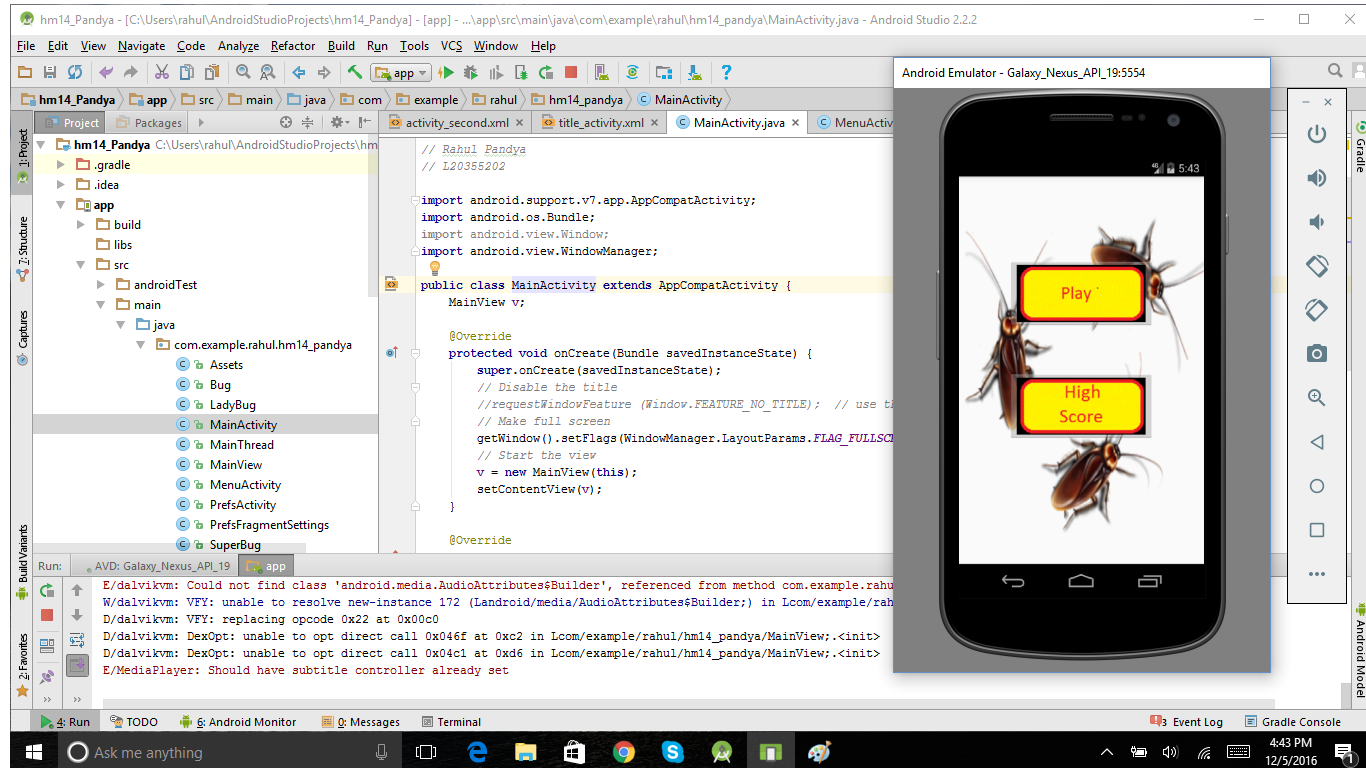 hm14_Pandya - [C:\Users\rahul\AndroidStudioProjects\hm14_Pandya] - [app] - ...\app\src\main\java\com\example\rahul\hm14_pandya\MainActivity.java - Android Studio 2.2.2
File Edit View Navigate Code Analyze Refactor Build Run Tools VCS Window Help
app
hm14_Pandya app src main java com example rahul hm14_pandya MainActivity
1: Project
7: Structure
Captures
Build Variants
2: Favorites
Project Packages
hm14_Pandya C:\Users\rahul\AndroidStudioProjects\hm
.gradle
.idea
app
build
libs
src
androidTest
main
java
com.example.rahul.hm14_pandya
Assets
Bug
LadyBug
MainActivity
MainThread
MainView
MenuActivity
PrefsActivity
PrefsFragmentSettings
SuperBug
activity_second.xml title_activity.xml MainActivity.java MenuActiv
// Rahul Pandya
// L20355202
import android.support.v7.app.AppCompatActivity;
import android.os.Bundle;
import android.view.Window;
import android.view.WindowManager;
public class MainActivity extends AppCompatActivity {
MainView v;
@Override
protected void onCreate(Bundle savedInstanceState) {
super.onCreate(savedInstanceState);
// Disable the title
//requestWindowFeature (Window.FEATURE_NO_TITLE);  // use th
// Make full screen
getWindow().setFlags(WindowManager.LayoutParams.FLAG_FULLSC
// Start the view
v = new MainView(this);
setContentView(v);
}
@Override
Android Emulator - Galaxy_Nexus_API_19:5554
4G 5:43
Play
High
Score
Gradle
Android Model
Run: AVD: Galaxy_Nexus_API_19 app
E/dalvikvm: Could not find class 'android.media.AudioAttributes$Builder', referenced from method com.example.rahu
W/dalvikvm: VFY: unable to resolve new-instance 172 (Landroid/media/AudioAttributes$Builder;) in Lcom/example/rah
D/dalvikvm: VFY: replacing opcode 0x22 at 0x00c0
D/dalvikvm: DexOpt: unable to opt direct call 0x046f at 0xc2 in Lcom/example/rahul/hm14_pandya/MainView;.<init>
D/dalvikvm: DexOpt: unable to opt direct call 0x04c1 at 0xd6 in Lcom/example/rahul/hm14_pandya/MainView;.<init>
E/MediaPlayer: Should have subtitle controller already set
4: Run TODO 6: Android Monitor 0: Messages Terminal 3 Event Log Gradle Console
Ask me anything
4:43 PM
12/5/2016
1